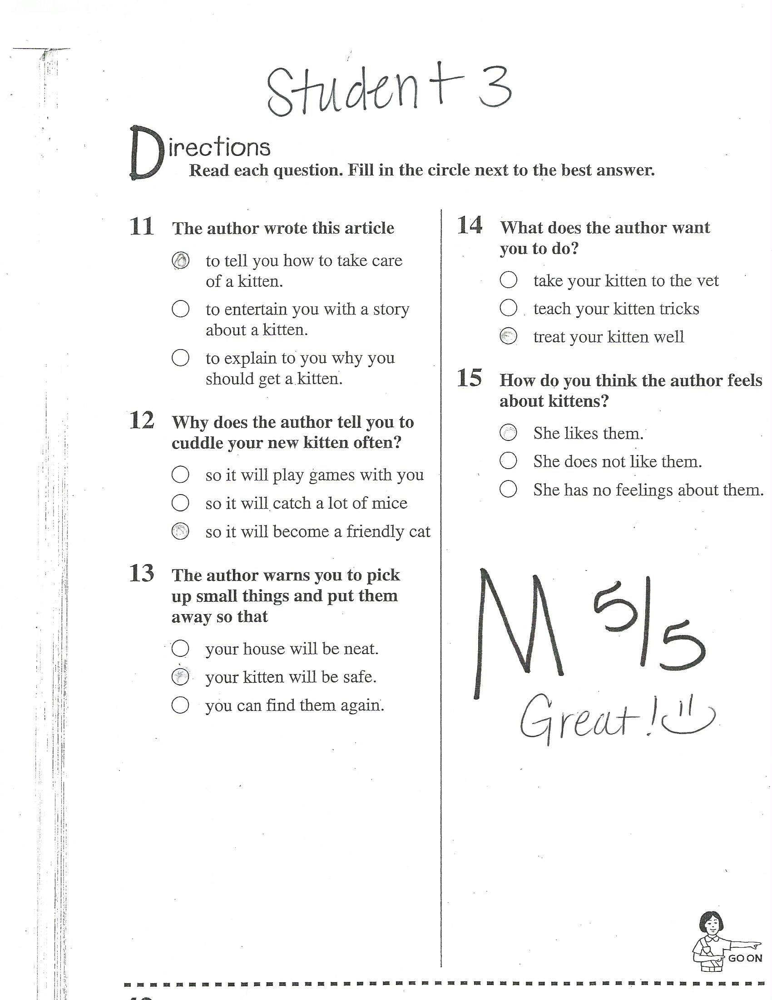 Student 3
Directions
Read each question. Fill in the circle next to the best answer.
11 The author wrote this article
to tell you how to take care
of a kitten.
to entertain you with a story
about a kitten.
to explain to you why you
should get a kitten.
12 Why does the author tell you to
cuddle your new kitten often?
so it will play games with you
so it will catch a lot of mice
so it will become a friendly cat
13 The author warns you to pick
up small things and put them
away so that
your house will be neat.
your kitten will be safe.
you can find them again.
14 What does the author want
you to do?
take your kitten to the vet
teach your kitten tricks
treat your kitten well
15 How do you think the author feels
about kittens?
She likes them.
She does not like them.
She has no feelings about them.
M 5/5
Great!
GO ON